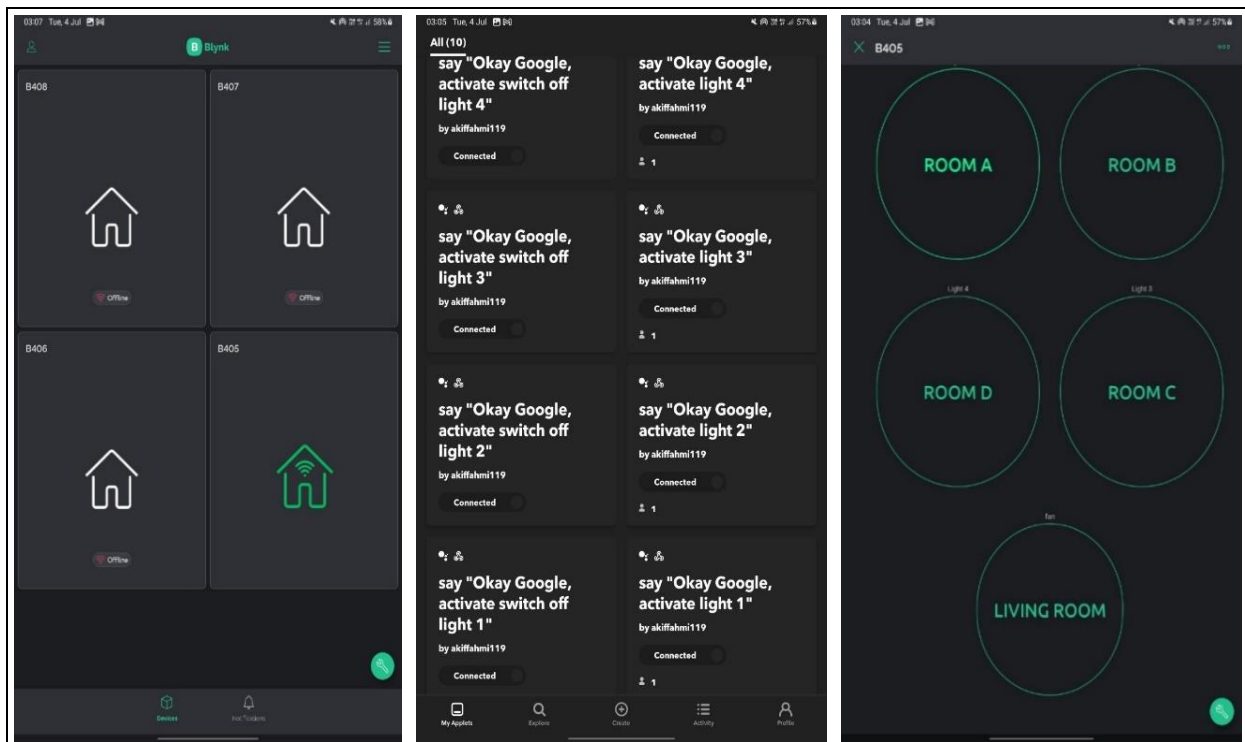 03:07 Tue, 4 Jul
58%
B Blynk
B408
B407
Offline
Offline
B406
B405
Offline
Devices
Notifications
03:05 Tue, 4 Jul
57%
All (10)
say "Okay Google,
activate switch off
light 4"
by akiffahmi119
Connected
say "Okay Google,
activate light 4"
by akiffahmi119
Connected
1
say "Okay Google,
activate switch off
light 3"
by akiffahmi119
Connected
say "Okay Google,
activate light 3"
by akiffahmi119
Connected
1
say "Okay Google,
activate switch off
light 2"
by akiffahmi119
Connected
say "Okay Google,
activate light 2"
by akiffahmi119
Connected
1
say "Okay Google,
activate switch off
light 1"
by akiffahmi119
Connected
say "Okay Google,
activate light 1"
by akiffahmi119
Connected
1
My Applets
Explore
Create
Activity
Profile
03:04 Tue, 4 Jul
57%
B405
ROOM A
ROOM B
Light 4
Light 3
ROOM D
ROOM C
fan
LIVING ROOM